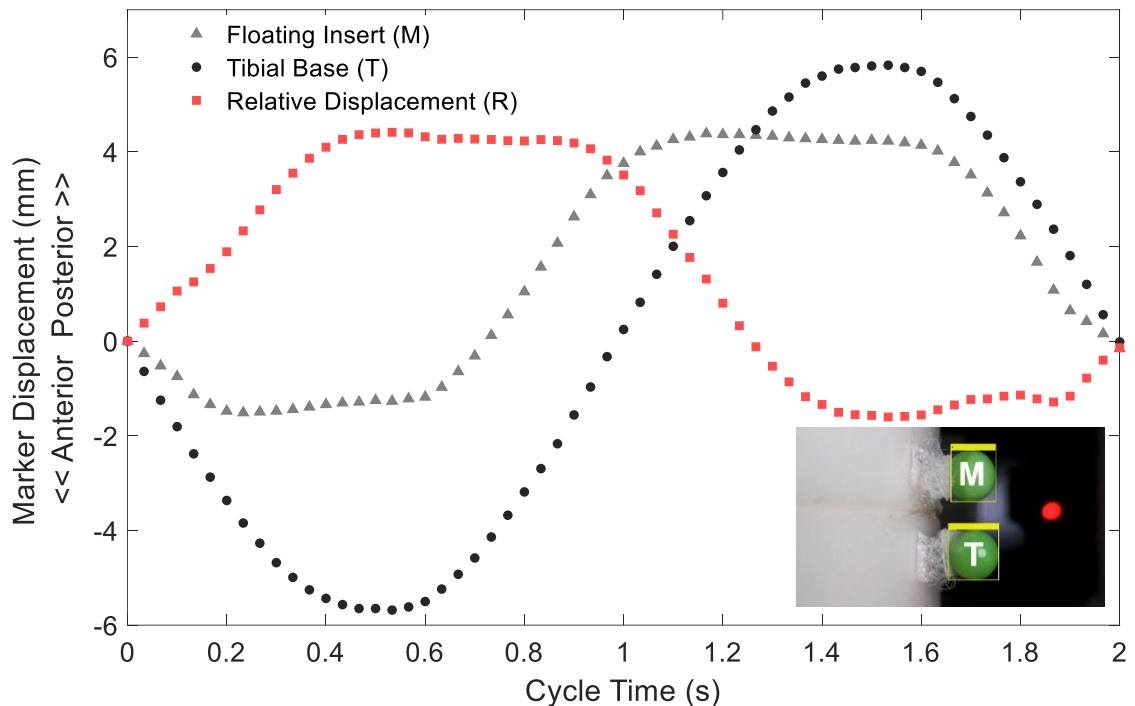 Floating Insert (M)
Tibial Base (T)
Relative Displacement (R)
Marker Displacement (mm)
<< Anterior  Posterior >>
6
4
2
0
-2
-4
-6
0
0.2
0.4
0.6
0.8
1
1.2
1.4
1.6
1.8
2
Cycle Time (s)
M
T